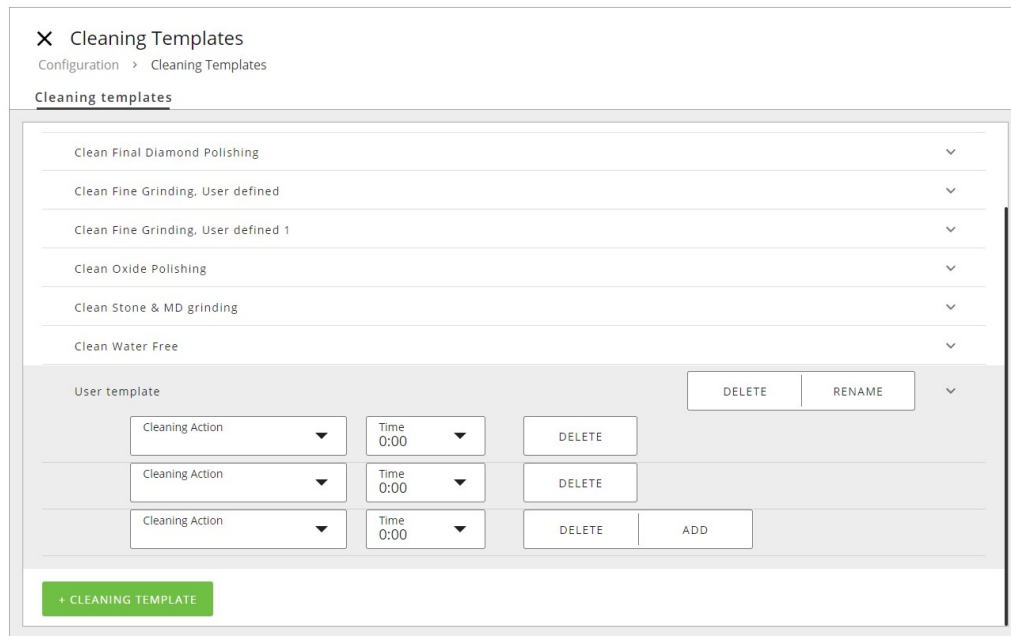 Cleaning Templates
Configuration > Cleaning Templates
Cleaning templates
Clean Final Diamond Polishing
Clean Fine Grinding, User defined
Clean Fine Grinding, User defined 1
Clean Oxide Polishing
Clean Stone & MD grinding
Clean Water Free
User template DELETE RENAME
Cleaning Action Time
0:00 DELETE
Cleaning Action Time
0:00 DELETE
Cleaning Action Time
0:00 DELETE ADD
+ CLEANING TEMPLATE